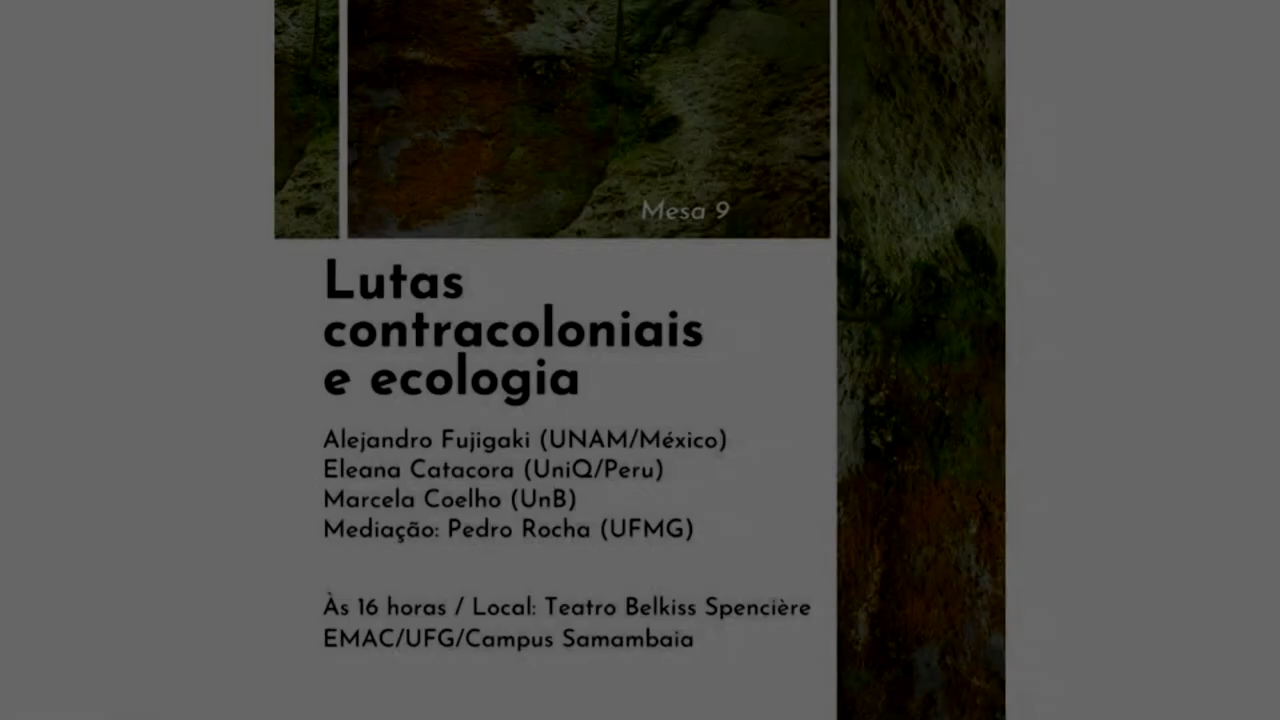 Mesa 9
Lutas
contracoloniais
e ecologia
Alejandro Fujigaki (UNAM/México)
Eleana Catacora (UniQ/Peru)
Marcela Coelho (UnB)
Mediação: Pedro Rocha (UFMG)
Às 16 horas / Local: Teatro Belkiss Spencière
EMAC/UFG/Campus Samambaia